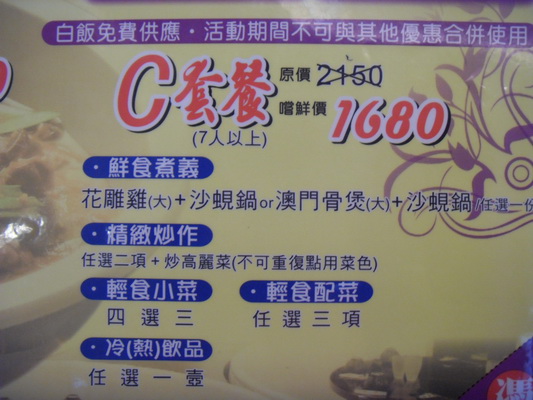 白飯免費供應・活動期間不可與其他優惠合併使用
C套餐 原價 2450
嚐鮮價 1680
(7人以上)
・鮮食煮義
花雕雞(大)+沙蜆鍋or澳門骨煲(大)+沙蜆鍋/任選一份
・精緻炒作
任選二項+炒高麗菜(不可重復點用菜色)
・輕食小菜 ・輕食配菜
四選三 任選三項
・冷(熱)飲品
任選一壺
馮